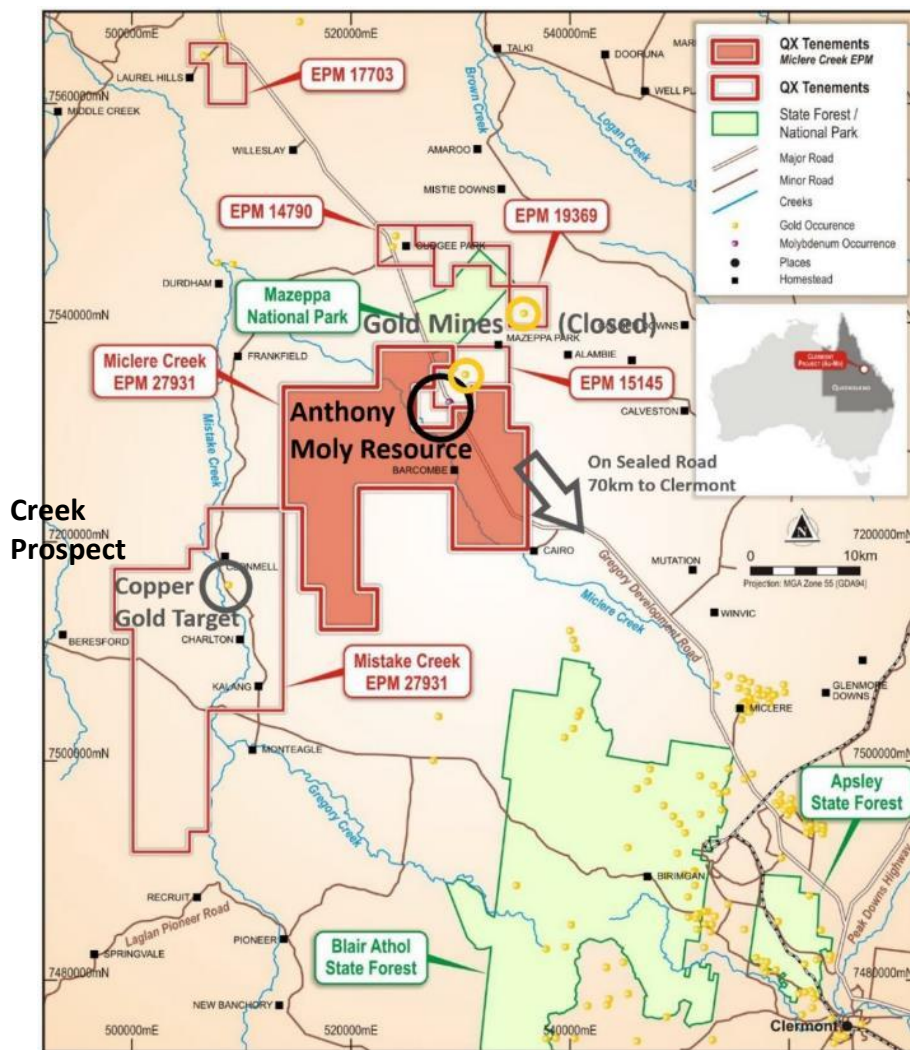 500000mE
520000mE
540000mE
TALKI
DOORUNA
LAUREL HILLS
EPM 17703
7560000mN
MIDDLE CREEK
Brown Creek
Logan Creek
WILLESLAY
AMAROO
MISTIE DOWNS
QX Tenements
Miclere Creek EPM
QX Tenements
State Forest /
National Park
Major Road
Minor Road
Creeks
Gold Occurence
Molybdenum Occurrence
Places
Homestead
EPM 14790
EPM 19369
GUDGEE PARK
DURDHAM
Mazeppa
National Park
7540000mN
Gold Mines (Closed)
DOWNS
MAZEPPA PARK
FRANKFIELD
ALAMBIE
Miclere Creek
EPM 27931
EPM 15145
QUEENSLAND
CALVESTON
Anthony
Moly Resource
BARCOMBE
Mistake Creek
On Sealed Road
70km to Clermont
Creek
Prospect
7200000mN
7520000mN
CAIRO
MUTATION
N
10km
Projection: MGA Zone 55 (GDA94)
Copper
Gold Target
Gregory Development Road
Miclere Creek
WINVIC
BERESFORD
CHARLTON
Mistake Creek
EPM 27931
KALANG
GLENMORE
DOWNS
MICLERE
MONTEAGLE
7500000mN
7500000mN
Gregory Creek
Apsley
State Forest
BIRIMGAN
RECRUIT
Laglan Pioneer Road
Peak Downs Highway
SPRINGVALE
PIONEER
Blair Athol
State Forest
7480000mN
7480000mN
NEW BANCHORY
500000mE
520000mE
540000mE
Clermont